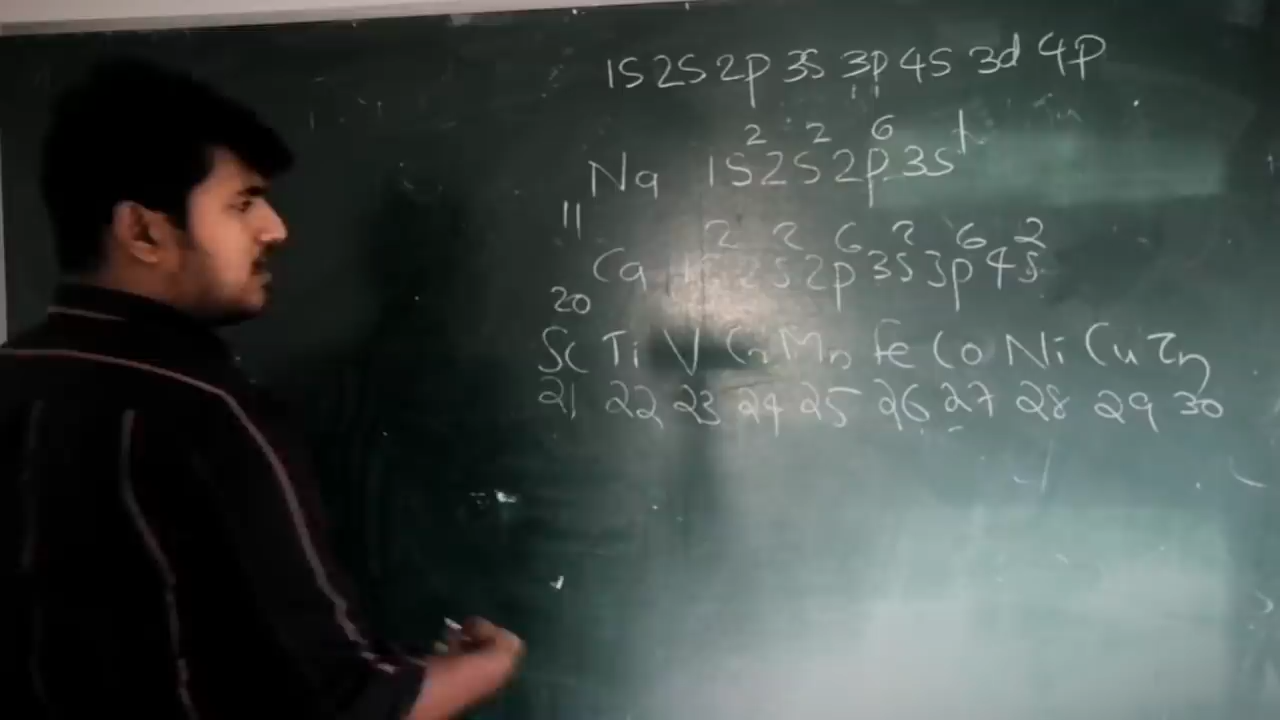 1S 2S 2p 3S 3p 4S 3d 4p
Na 1S² 2S² 2p⁶ 3S¹
11
Ca 1S² 2S² 2p⁶ 3S² 3p⁶ 4S²
20
Sc Ti V Cr Mn Fe Co Ni Cu Zn
21 22 23 24 25 26 27 28 29 30